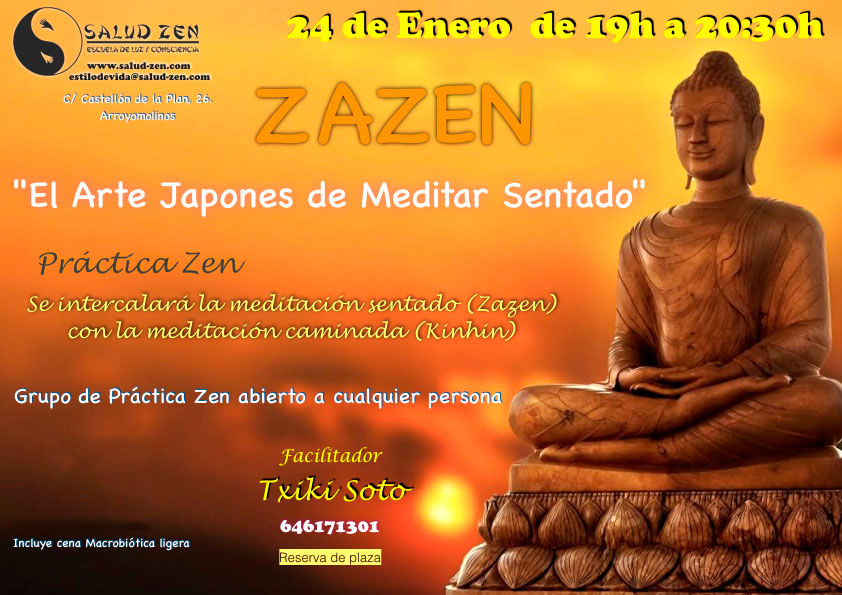 SALUD ZEN
ESCUELA DE LUZ Y CONSCIENCIA
www.salud-zen.com
estilodevida@salud-zen.com
C/ Castellón de la Plan, 26.
Arroyomolinos
24 de Enero de 19h a 20:30h
ZAZEN
"El Arte Japones de Meditar Sentado"
Práctica Zen
Se intercalará la meditación sentado (Zazen)
con la meditación caminada (Kinhin)
Grupo de Práctica Zen abierto a cualquier persona
Facilitador
Txiki Soto
646171301
Reserva de plaza
Incluye cena Macrobiótica ligera